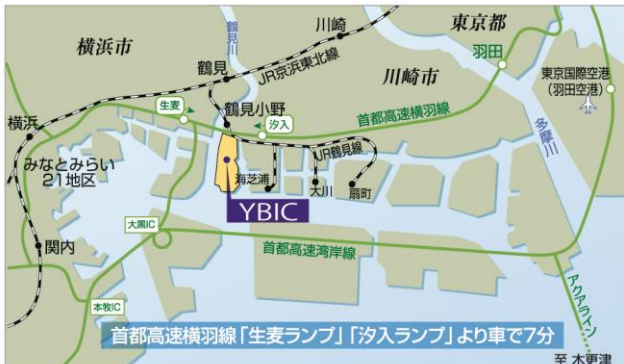 横浜市
鶴見川
川崎
東京都
鶴見
JR京浜東北線
川崎市
羽田
東京国際空港
(羽田空港)
生麦
鶴見小野
汐入
首都高速横羽線
多摩川
横浜
みなとみらい
21地区
JR鶴見線
海芝浦
大川
扇町
YBIC
大黒IC
関内
首都高速湾岸線
本牧IC
アクアライン
首都高速横羽線「生麦ランプ」「汐入ランプ」より車で7分
至 木更津